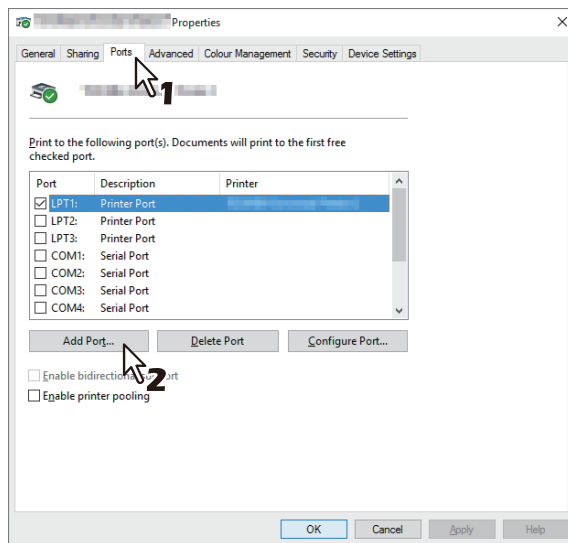 Properties
General Sharing Ports Advanced Colour Management Security Device Settings
1
Print to the following port(s). Documents will print to the first free
checked port.
Port Description Printer
LPT1: Printer Port
LPT2: Printer Port
LPT3: Printer Port
COM1: Serial Port
COM2: Serial Port
COM3: Serial Port
COM4: Serial Port
Add Port... Delete Port Configure Port...
2
Enable bidirectional support
Enable printer pooling
OK Cancel Apply Help